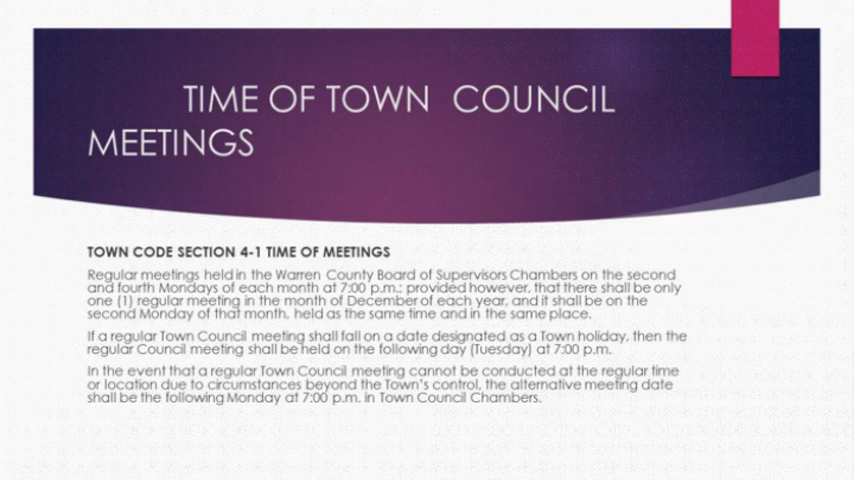 TIME OF TOWN COUNCIL
MEETINGS
TOWN CODE SECTION 4-1 TIME OF MEETINGS
Regular meetings held in the Warren County Board of Supervisors Chambers on the second
and fourth Mondays of each month at 7:00 p.m.; provided however, that there shall be only
one (1) regular meeting in the month of December of each year, and it shall be on the
second Monday of that month, held as the same time and in the same place.
If a regular Town Council meeting shall fall on a date designated as a Town holiday, then the
regular Council meeting shall be held on the following day (Tuesday) at 7:00 p.m.
In the event that a regular Town Council meeting cannot be conducted at the regular time
or location due to circumstances beyond the Town's control, the alternative meeting date
shall be the following Monday at 7:00 p.m. in Town Council Chambers.